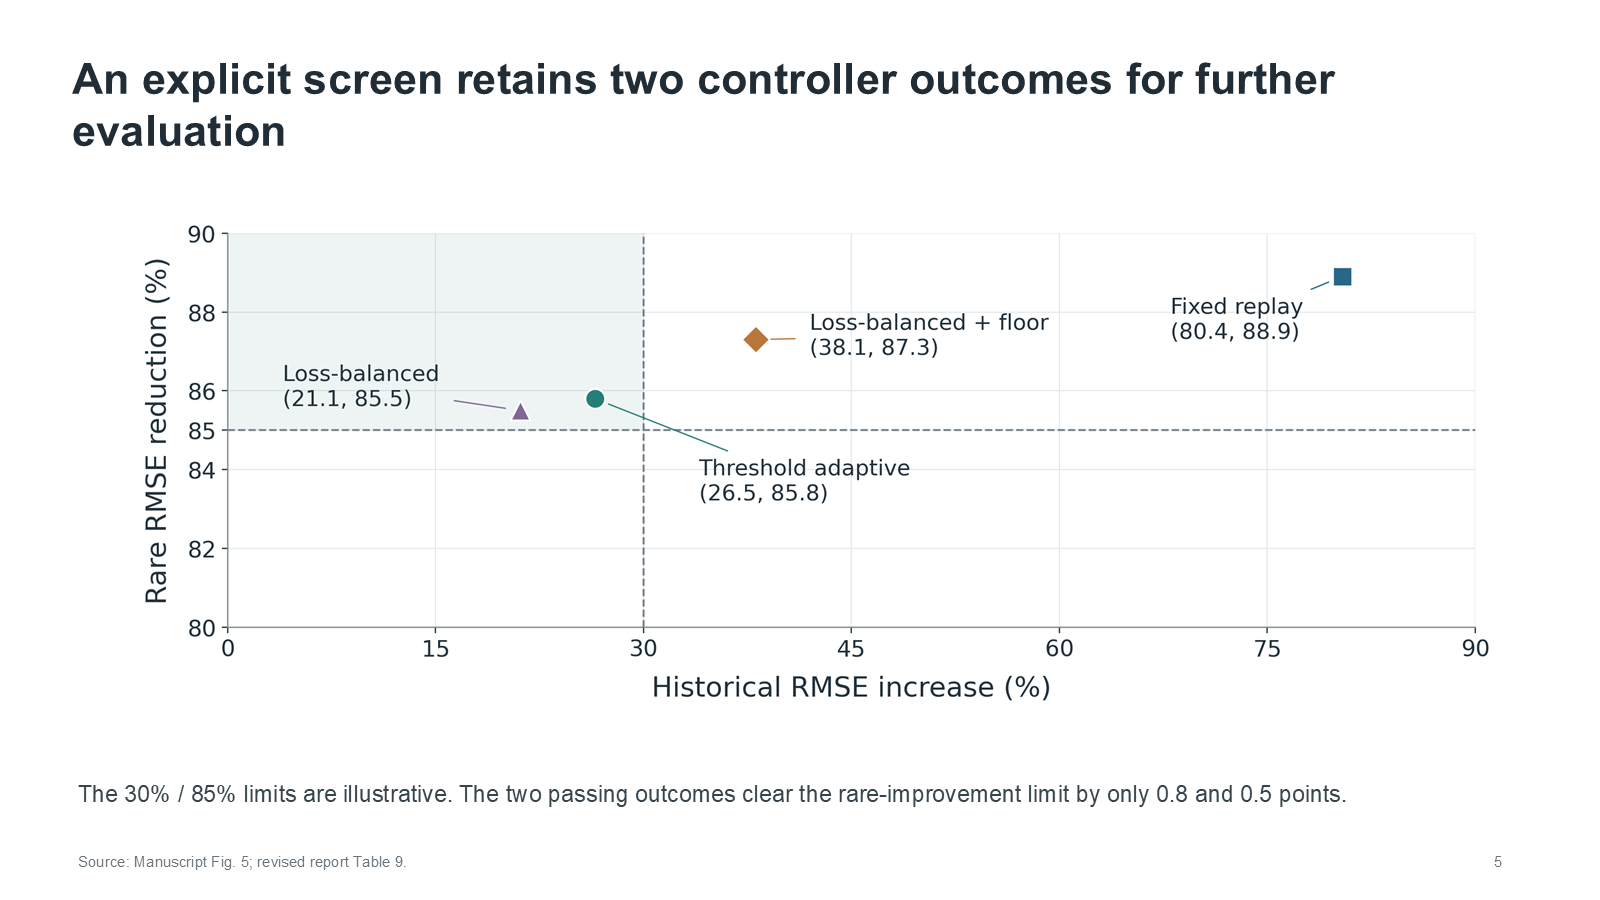 An explicit screen retains two controller outcomes for further
evaluation
Rare RMSE reduction (%)
90
88
86
85
84
82
80
Loss-balanced
(21.1, 85.5)
Threshold adaptive
(26.5, 85.8)
Loss-balanced + floor
(38.1, 87.3)
Fixed replay
(80.4, 88.9)
0 15 30 45 60 75 90
Historical RMSE increase (%)
The 30% / 85% limits are illustrative. The two passing outcomes clear the rare-improvement limit by only 0.8 and 0.5 points.
Source: Manuscript Fig. 5; revised report Table 9.
5